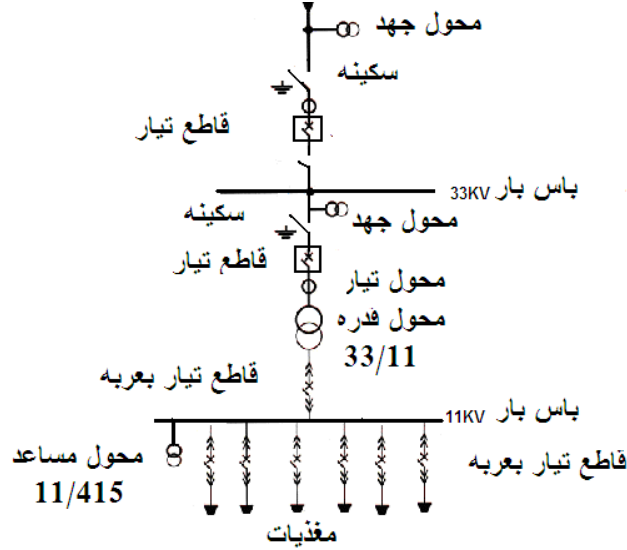 محول جهد
سكينه
قاطع تيار
باس بار 33KV
سكينه
محول جهد
قاطع تيار
محول تيار
محول قدره
33/11
قاطع تيار بعربه
باس بار 11KV
محول مساعد
11/415
قاطع تيار بعربه
مغذيات